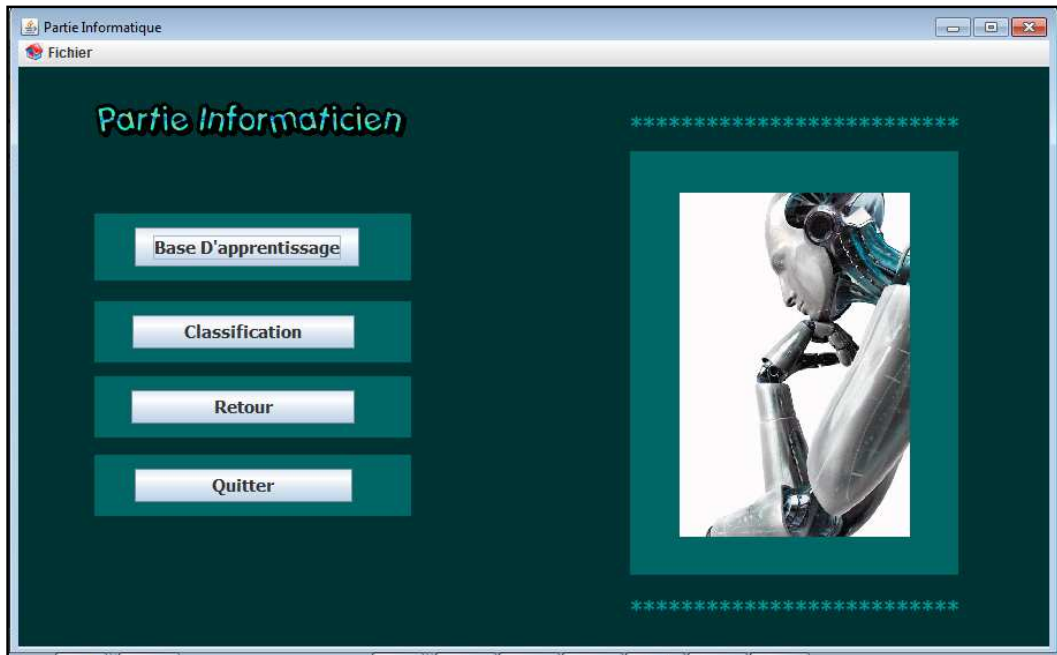 Partie Informatique
Fichier
Partie Informaticien
Base D'apprentissage
Classification
Retour
Quitter
**************************
**************************